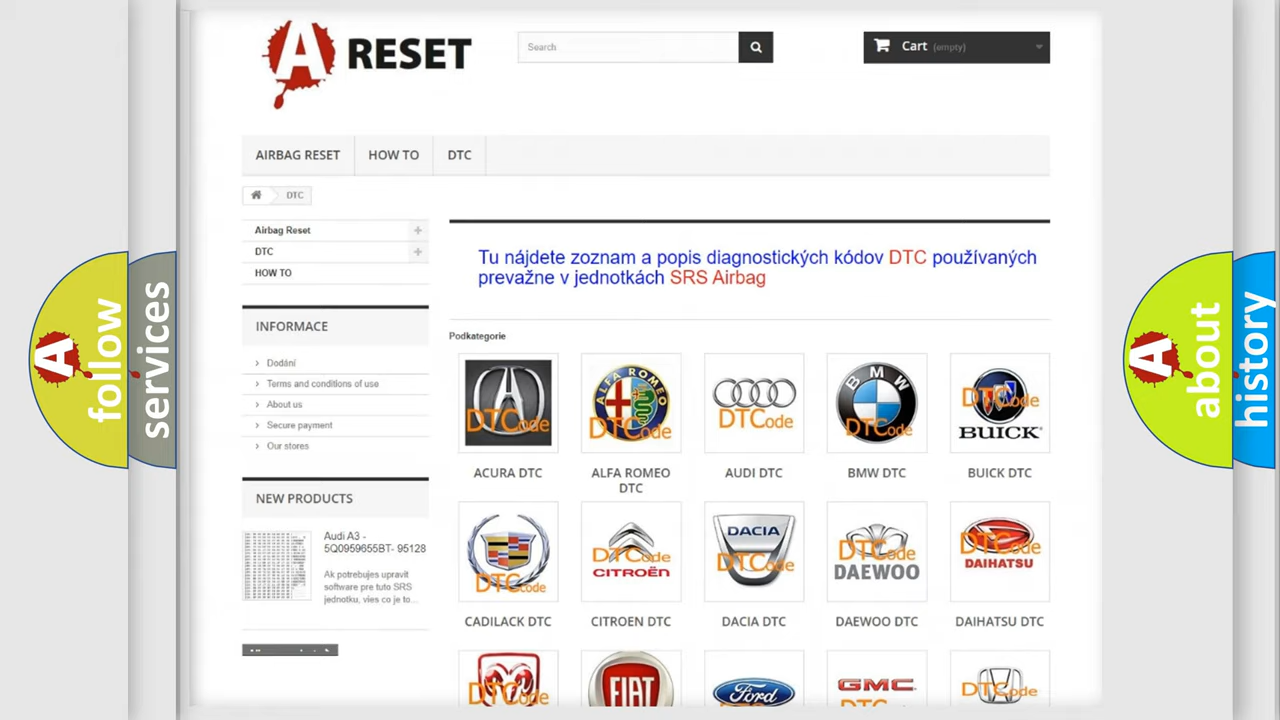 A RESET
Search
Cart (empty)
AIRBAG RESET
HOW TO
DTC
DTC
Airbag Reset
DTC
HOW TO
Tu nájdete zoznam a popis diagnostických kódov DTC používaných
prevažne v jednotkách SRS Airbag
INFORMACE
Podkategorie
Dodání
Terms and conditions of use
About us
Secure payment
Our stores
DTCode
ALFA ROMEO
DTCode
DTCode
BMW
DTCode
DTCode
BUICK
ACURA DTC
ALFA ROMEO
DTC
AUDI DTC
BMW DTC
BUICK DTC
NEW PRODUCTS
Audi A3 -
5Q0959655BT- 95128
Ak potrebujes upravit
software pre tuto SRS
jednotku, vies co je to...
DTCode
DTCode
CITROËN
DACIA
DTCode
DTCode
DAEWOO
DTCode
DAIHATSU
CADILACK DTC
CITROEN DTC
DACIA DTC
DAEWOO DTC
DAIHATSU DTC
DTCode
FIAT
Ford
GMC
DTCode
A follow
services
A about
history